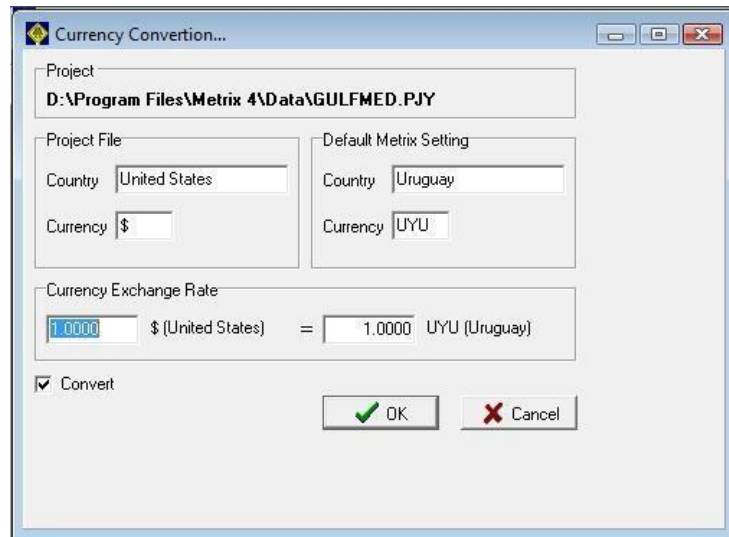 Currency Convertion...
Project
D:\Program Files\Metrix 4\Data\GULFMED.PJY
Project File
Country United States
Currency $
Default Metrix Setting
Country Uruguay
Currency UYU
Currency Exchange Rate
1.0000 $ (United States) = 1.0000 UYU (Uruguay)
Convert
OK Cancel